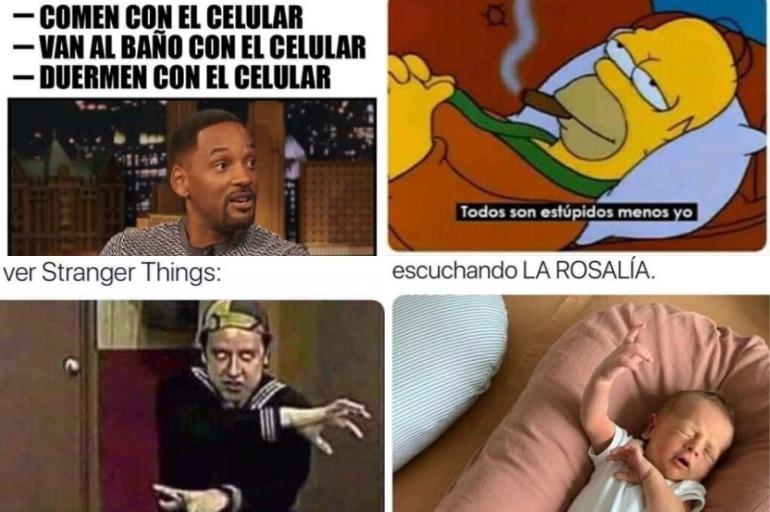 — COMEN CON EL CELULAR
— VAN AL BAÑO CON EL CELULAR
— DUERMEN CON EL CELULAR
Todos son estúpidos menos yo
ver Stranger Things:
escuchando LA ROSALÍA.